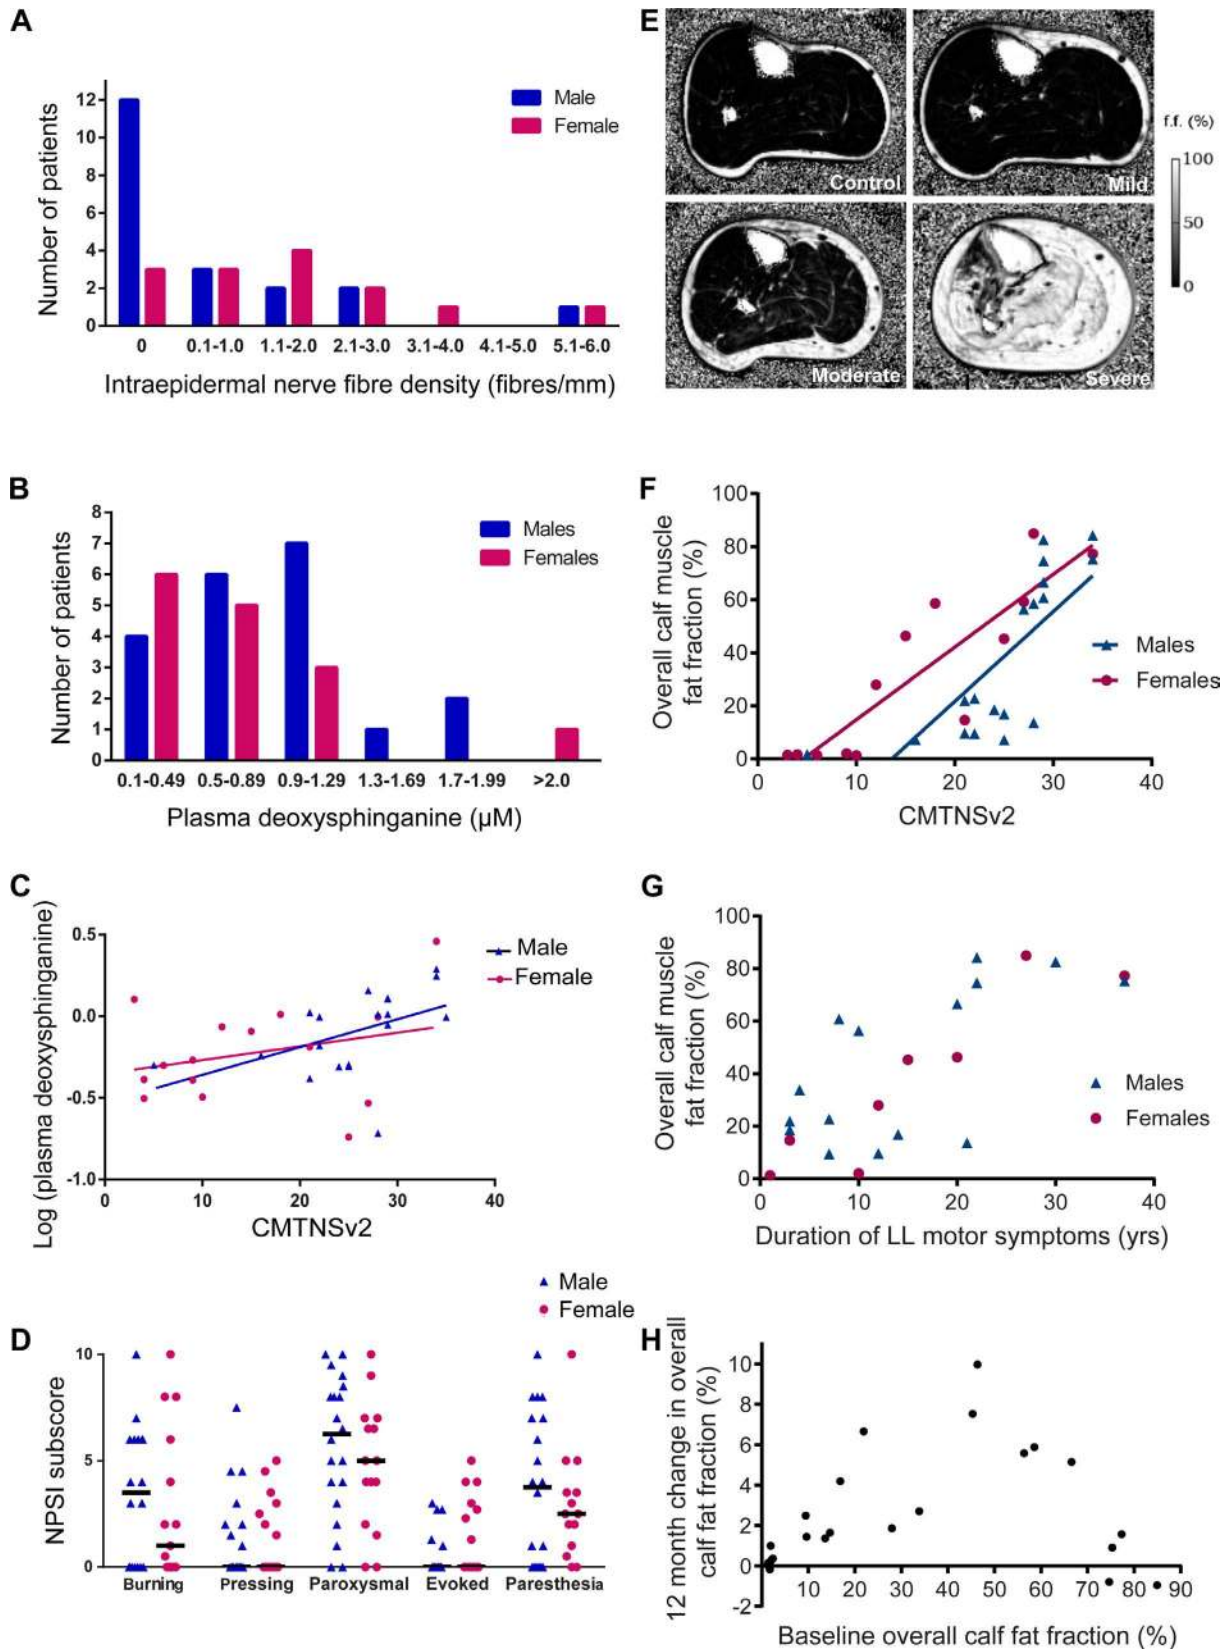 A
Number of patients
12
10
8
6
4
2
0
Male
Female
0 0.1-1.0 1.1-2.0 2.1-3.0 3.1-4.0 4.1-5.0 5.1-6.0
Intraepidermal nerve fibre density (fibres/mm)
B
Number of patients
8
7
6
5
4
3
2
1
0
Males
Females
0.1-0.49 0.5-0.89 0.9-1.29 1.3-1.69 1.7-1.99 >2.0
Plasma deoxysphinganine (µM)
C
Log (plasma deoxysphinganine)
0.5
0.0
-0.5
-1.0
Male
Female
0 10 20 30 40
CMTNSv2
D
Male
Female
NPSI subscore
10
5
0
Burning Pressing Paroxysmal Evoked Paresthesia
E
Control
Mild
Moderate
Severe
f.f. (%)
100
50
0
F
Overall calf muscle
fat fraction (%)
100
80
60
40
20
0
Males
Females
0 10 20 30 40
CMTNSv2
G
Overall calf muscle
fat fraction (%)
100
80
60
40
20
0
Males
Females
0 10 20 30 40
Duration of LL motor symptoms (yrs)
H
12 month change in overall
calf fat fraction (%)
10
8
6
4
2
0
-2
10 20 30 40 50 60 70 80 90
Baseline overall calf fat fraction (%)